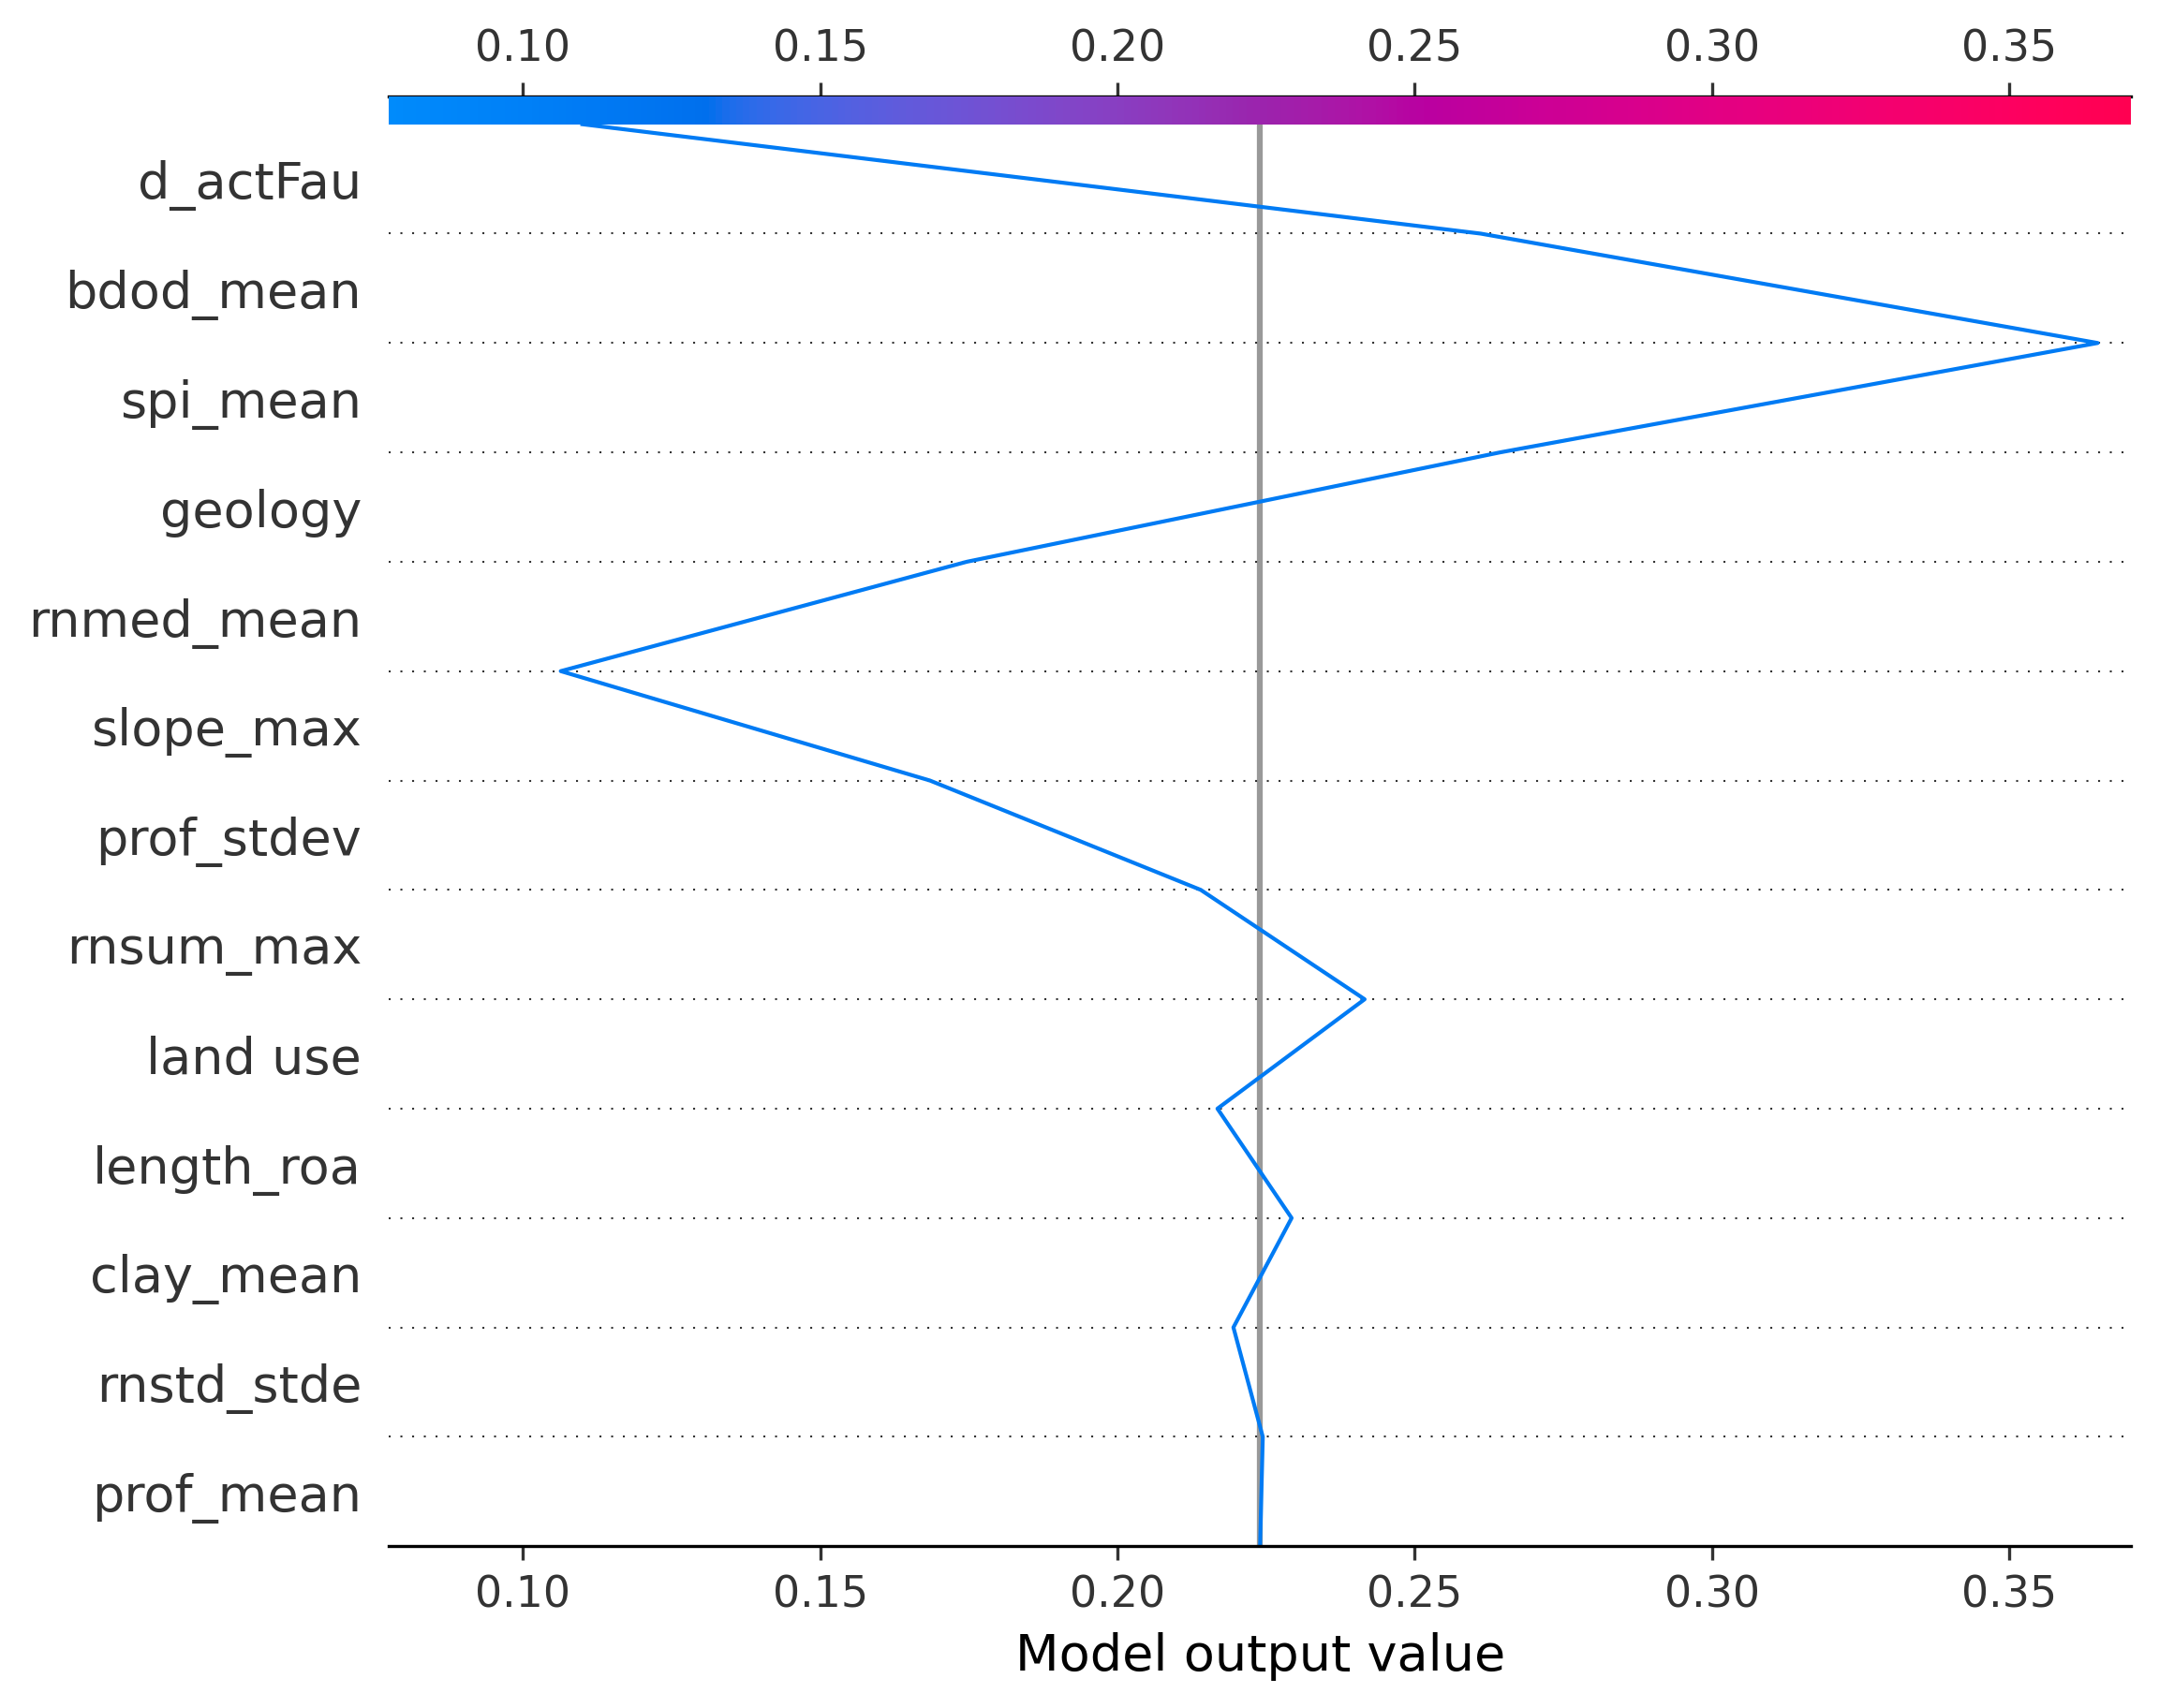 0.10 0.15 0.20 0.25 0.30 0.35
d_actFau
bdod_mean
spi_mean
geology
rnmed_mean
slope_max
prof_stdev
rnsum_max
land use
length_roa
clay_mean
rnstd_stde
prof_mean
0.10 0.15 0.20 0.25 0.30 0.35
Model output value